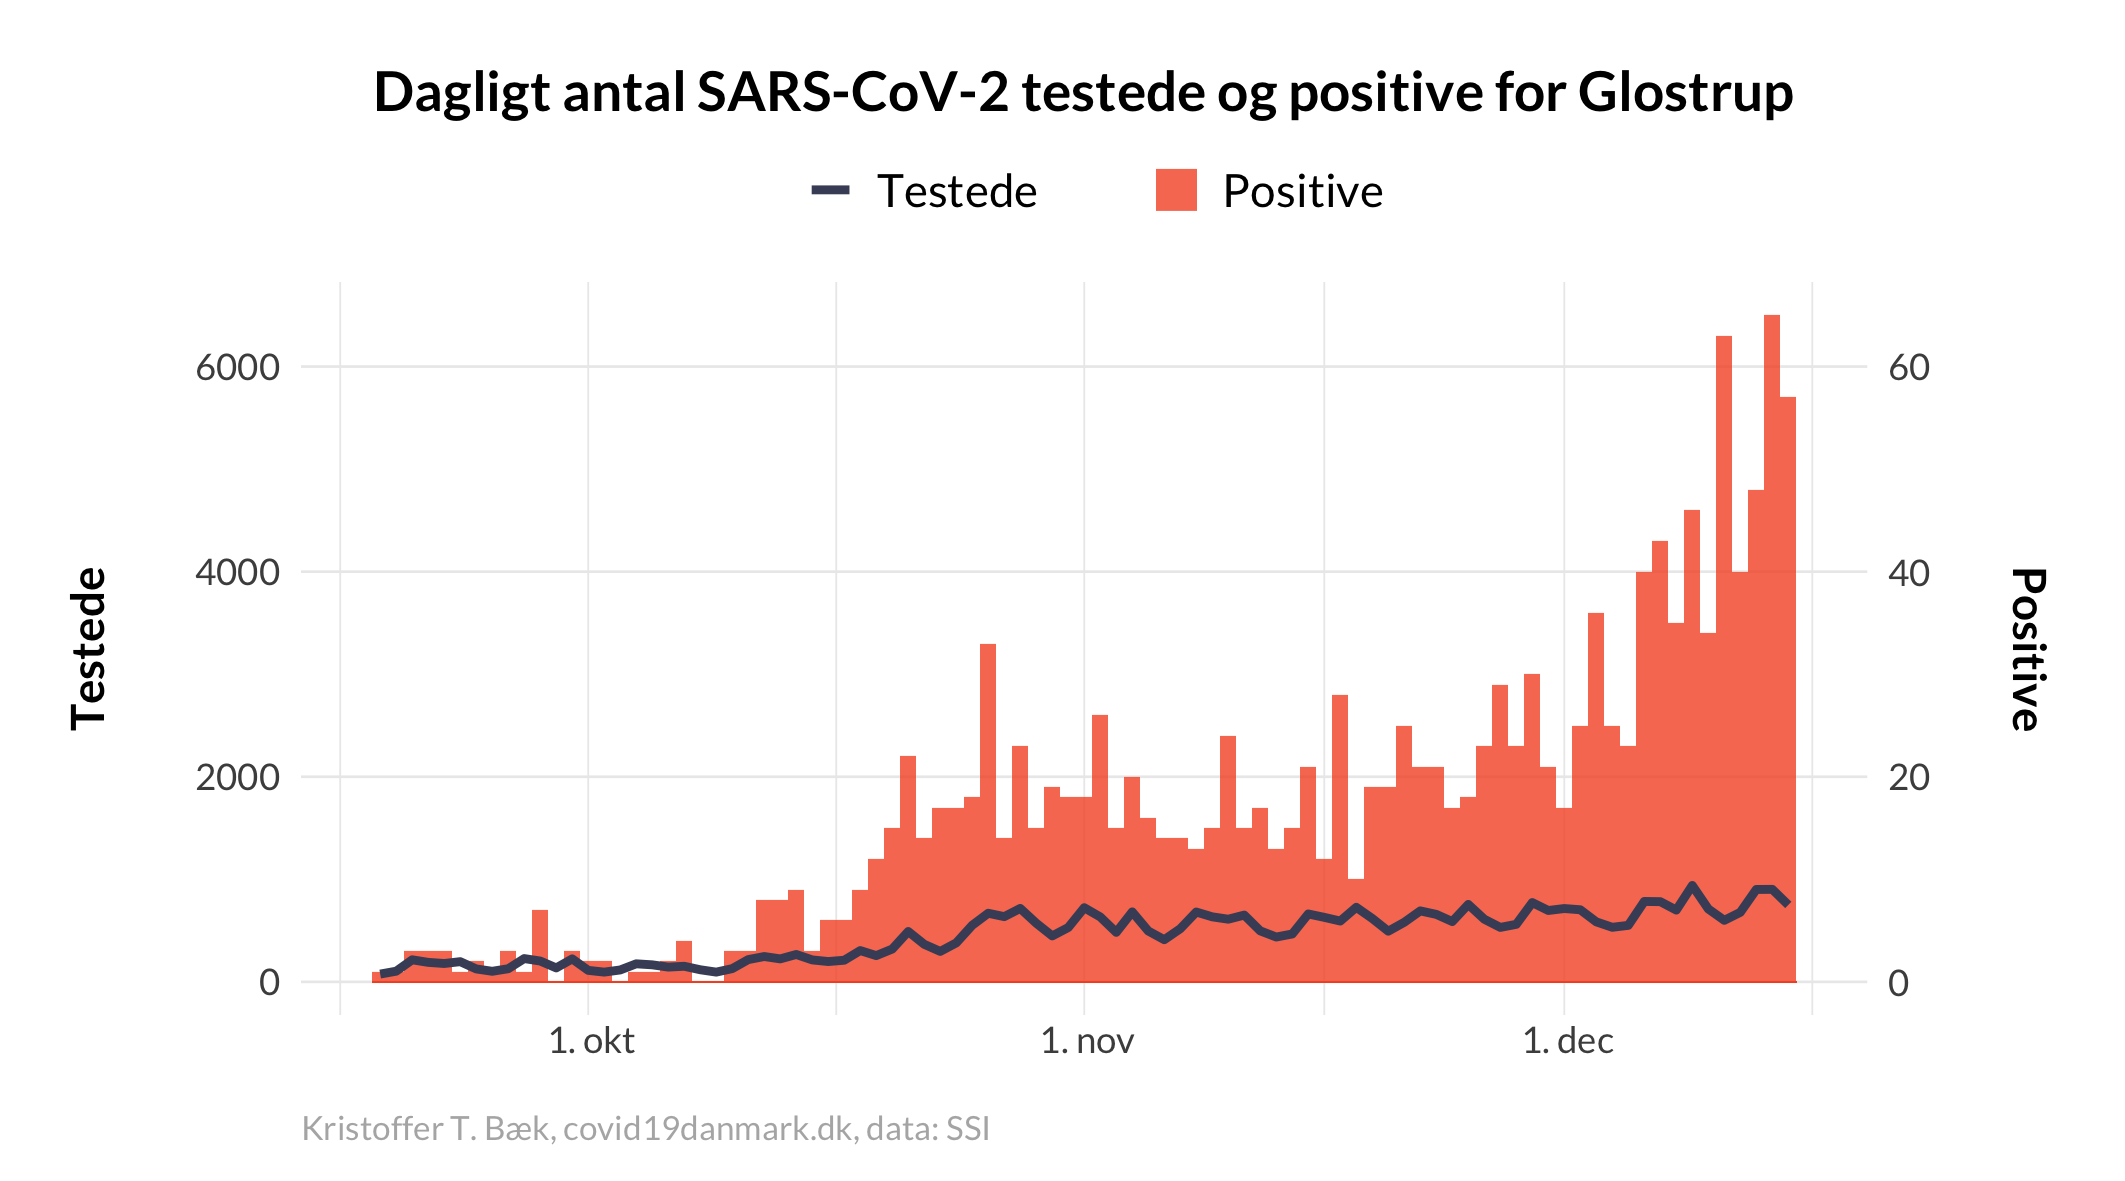 Dagligt antal SARS-CoV-2 testede og positive for Glostrup
Testede
Positive
6000
4000
2000
0
60
40
20
0
Testede
Positive
1. okt
1. nov
1. dec
Kristoffer T. Bæk, covid19danmark.dk, data: SSI